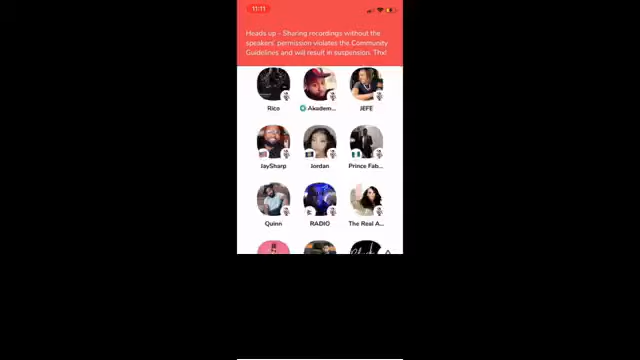 11:11
Heads up - Sharing recordings without the
speakers' permission violates the Community
Guidelines and will result in suspension. Thx!
Rico
Akadem...
JEFE
JaySharp
Jordan
Prince Fab...
Quinn
RADIO
The Real A...